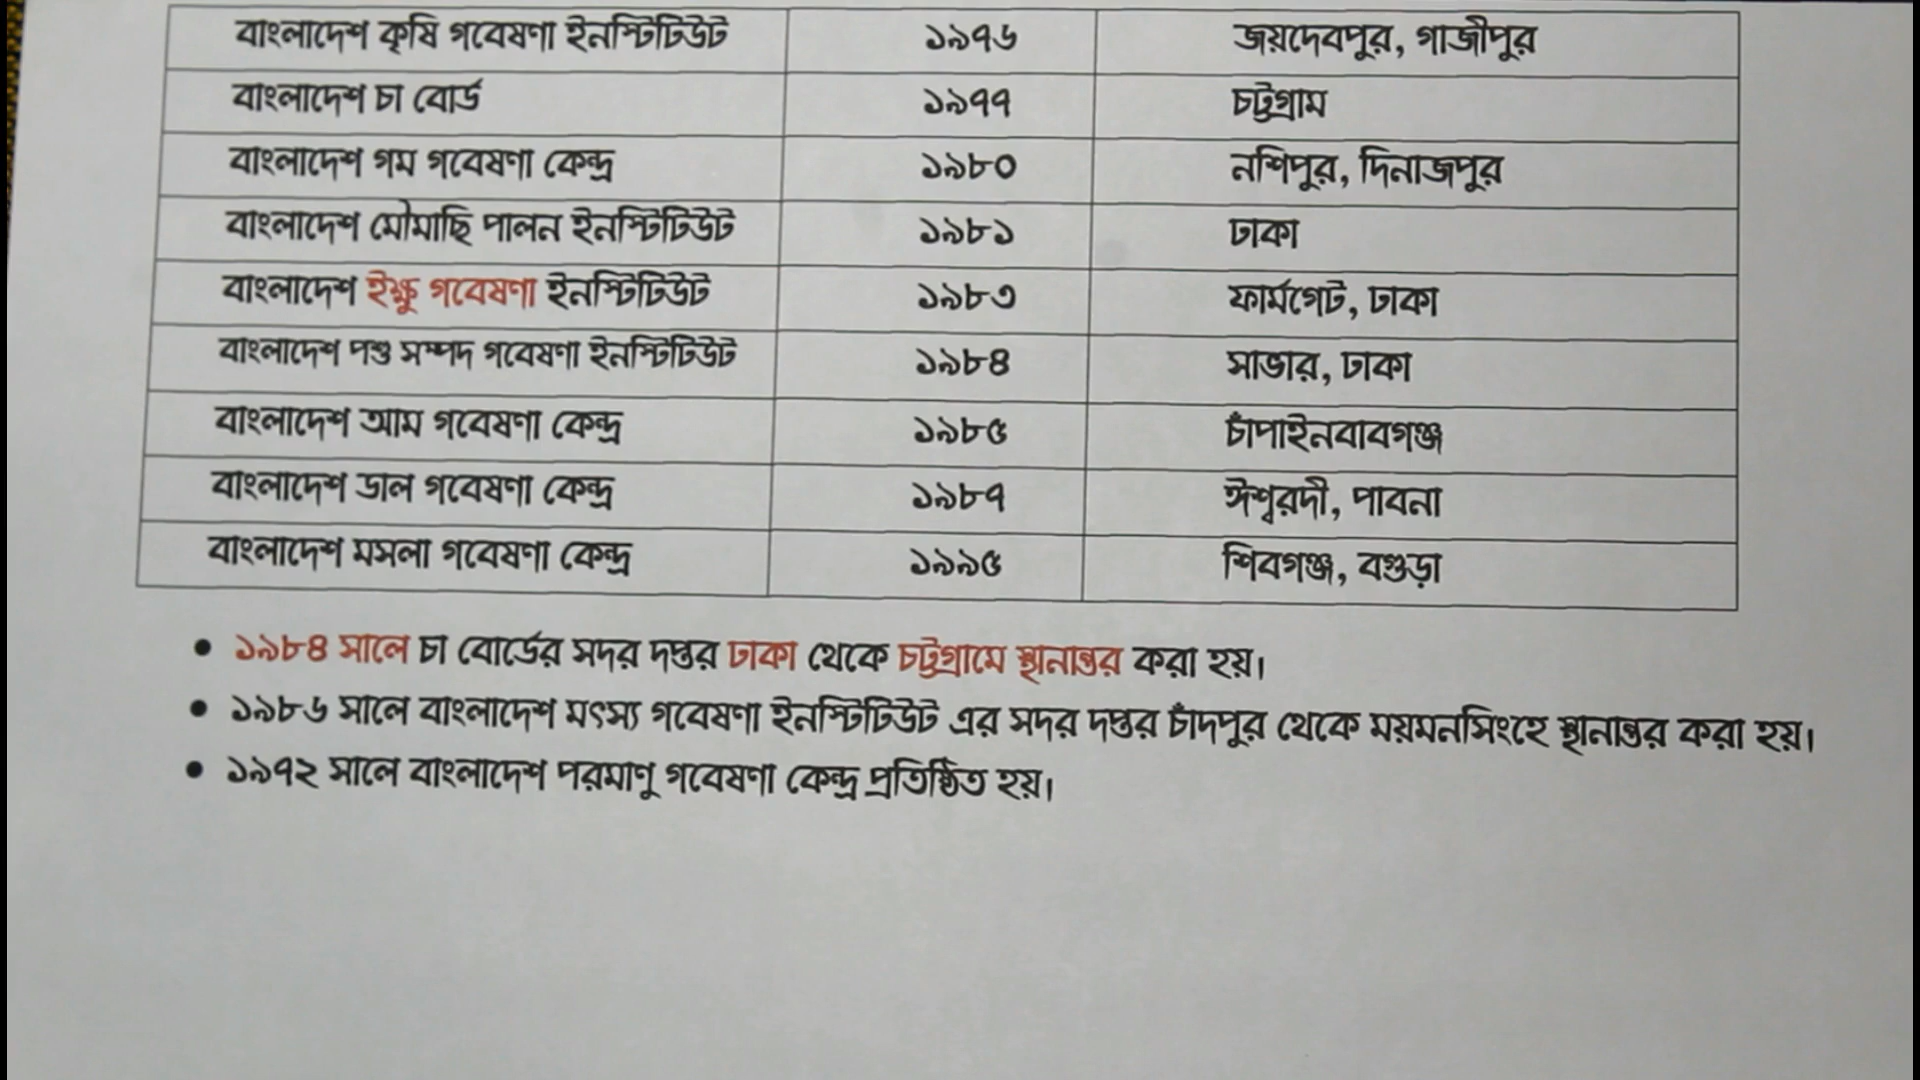 বাংলাদেশ কৃষি গবেষণা ইনস্টিটিউট ১৯৭৬ জয়দেবপুর, গাজীপুর
বাংলাদেশ চা বোর্ড ১৯৭৭ চট্টগ্রাম
বাংলাদেশ গম গবেষণা কেন্দ্র ১৯৮০ নশিপুর, দিনাজপুর
বাংলাদেশ মৌমাছি পালন ইনস্টিটিউট ১৯৮১ ঢাকা
বাংলাদেশ ইক্ষু গবেষণা ইনস্টিটিউট ১৯৮৩ ফার্মগেট, ঢাকা
বাংলাদেশ পশু সম্পদ গবেষণা ইনস্টিটিউট ১৯৮৪ সাভার, ঢাকা
বাংলাদেশ আম গবেষণা কেন্দ্র ১৯৮৫ চাঁপাইনবাবগঞ্জ
বাংলাদেশ ডাল গবেষণা কেন্দ্র ১৯৮৭ ঈশ্বরদী, পাবনা
বাংলাদেশ মসলা গবেষণা কেন্দ্র ১৯৯৫ শিবগঞ্জ, বগুড়া
• ১৯৮৪ সালে চা বোর্ডের সদর দপ্তর ঢাকা থেকে চট্টগ্রামে স্থানান্তর করা হয়।
• ১৯৮৬ সালে বাংলাদেশ মৎস্য গবেষণা ইনস্টিটিউট এর সদর দপ্তর চাঁদপুর থেকে ময়মনসিংহে স্থানান্তর করা হয়।
• ১৯৭২ সালে বাংলাদেশ পরমাণু গবেষণা কেন্দ্র প্রতিষ্ঠিত হয়।